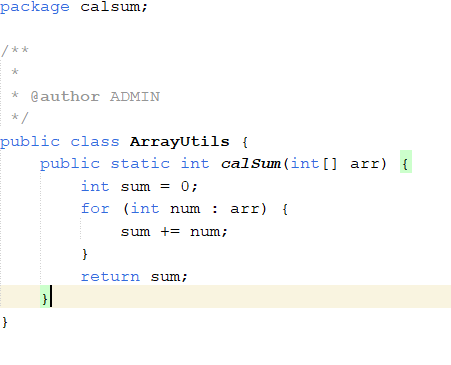 package calsum;
/**
 *
 * @author ADMIN
 */
public class ArrayUtils {
    public static int calSum(int[] arr) {
        int sum = 0;
        for (int num : arr) {
            sum += num;
        }
        return sum;
    }
}